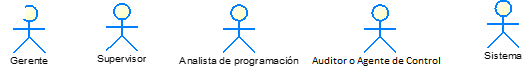 Gerente
Supervisor
Analista de programación
Auditor o Agente de Control
Sistema